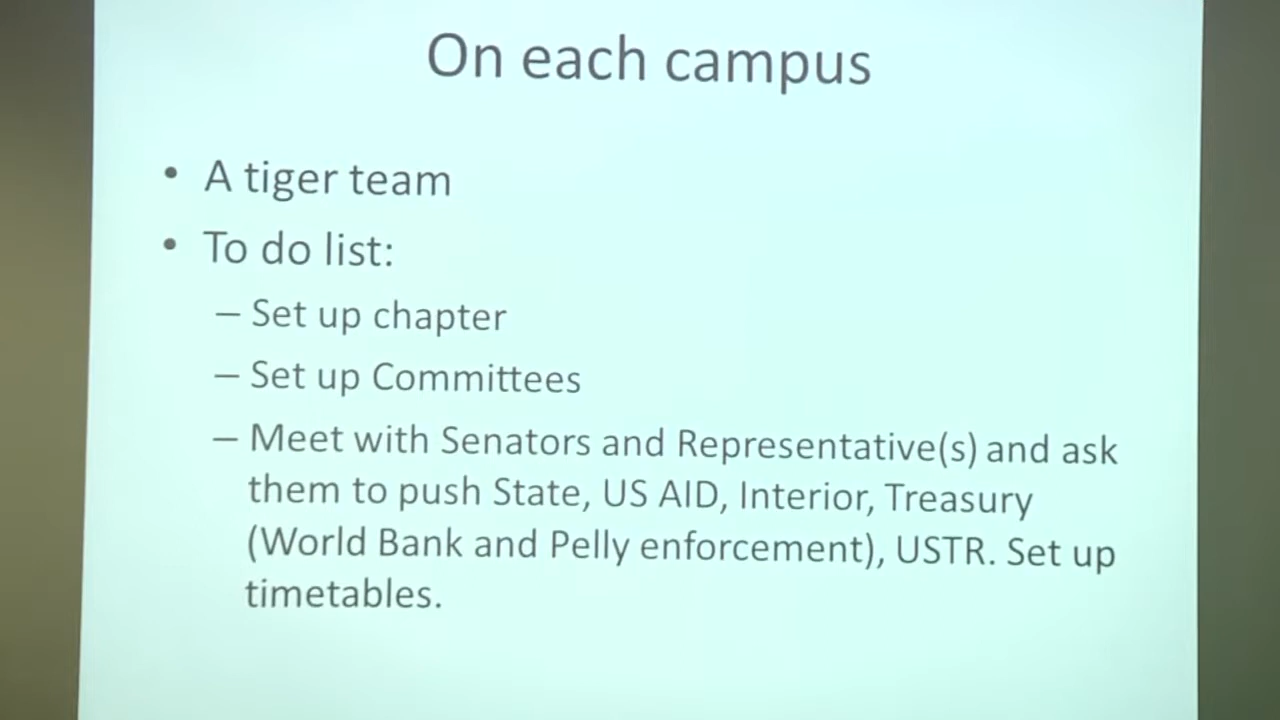 On each campus
• A tiger team
• To do list:
– Set up chapter
– Set up Committees
– Meet with Senators and Representative(s) and ask
them to push State, US AID, Interior, Treasury
(World Bank and Pelly enforcement), USTR. Set up
timetables.